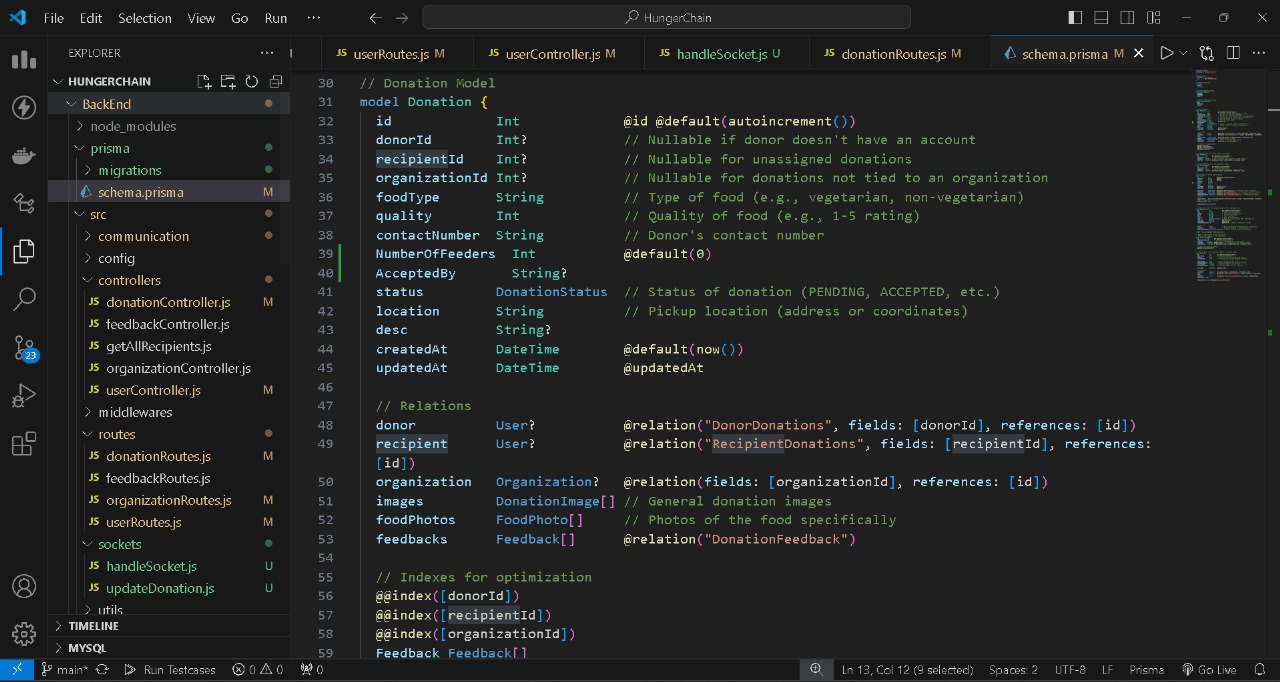 File Edit Selection View Go Run ···
HungerChain
EXPLORER
HUNGERCHAIN
BackEnd
node_modules
prisma
migrations
schema.prisma M
src
communication
config
controllers
JS donationController.js M
JS feedbackController.js
JS getAllRecipients.js
JS organizationController.js
JS userController.js M
middlewares
routes
JS donationRoutes.js M
JS feedbackRoutes.js
JS organizationRoutes.js M
JS userRoutes.js M
sockets
JS handleSocket.js U
JS updateDonation.js U
utils
TIMELINE
MYSQL
23
JS userRoutes.js M JS userController.js M JS handleSocket.js U JS donationRoutes.js M schema.prisma M
30 // Donation Model
31 model Donation {
32 id Int @id @default(autoincrement())
33 donorId Int? // Nullable if donor doesn't have an account
34 recipientId Int? // Nullable for unassigned donations
35 organizationId Int? // Nullable for donations not tied to an organization
36 foodType String // Type of food (e.g., vegetarian, non-vegetarian)
37 quality Int // Quality of food (e.g., 1-5 rating)
38 contactNumber String // Donor's contact number
39 NumberOfFeeders Int @default(0)
40 AcceptedBy String?
41 status DonationStatus // Status of donation (PENDING, ACCEPTED, etc.)
42 location String // Pickup location (address or coordinates)
43 desc String?
44 createdAt DateTime @default(now())
45 updatedAt DateTime @updatedAt
46
47 // Relations
48 donor User? @relation("DonorDonations", fields: [donorId], references: [id])
49 recipient User? @relation("RecipientDonations", fields: [recipientId], references:
[id])
50 organization Organization? @relation(fields: [organizationId], references: [id])
51 images DonationImage[] // General donation images
52 foodPhotos FoodPhoto[] // Photos of the food specifically
53 feedbacks Feedback[] @relation("DonationFeedback")
54
55 // Indexes for optimization
56 @@index([donorId])
57 @@index([recipientId])
58 @@index([organizationId])
59 Feedback Feedback[]
main* Run Testcases 0 0 0 Ln 13, Col 12 (9 selected) Spaces: 2 UTF-8 LF Prisma Go Live